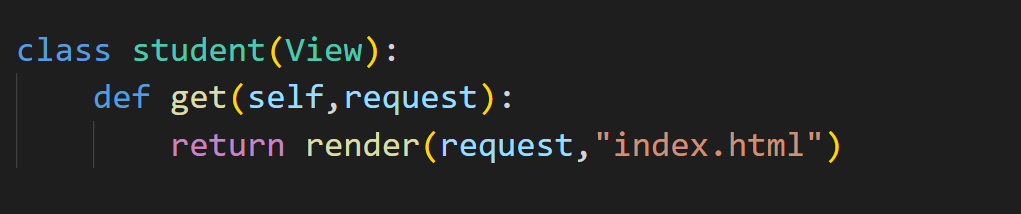 class student(View):
    def get(self,request):
        return render(request,"index.html")